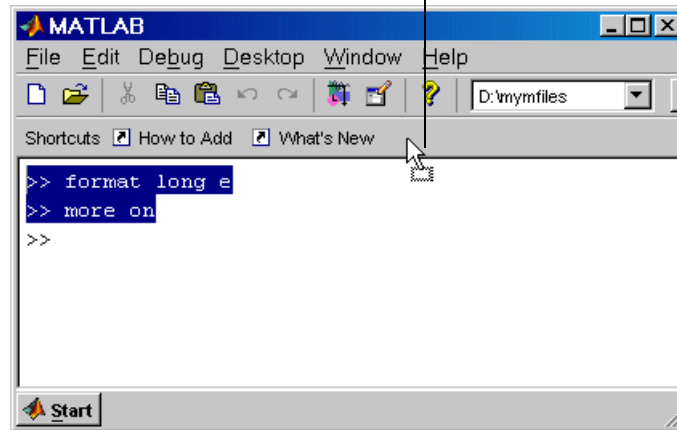 MATLAB
File Edit Debug Desktop Window Help
D:\mymfiles
Shortcuts How to Add What's New
>> format long e
>> more on
>>
Start